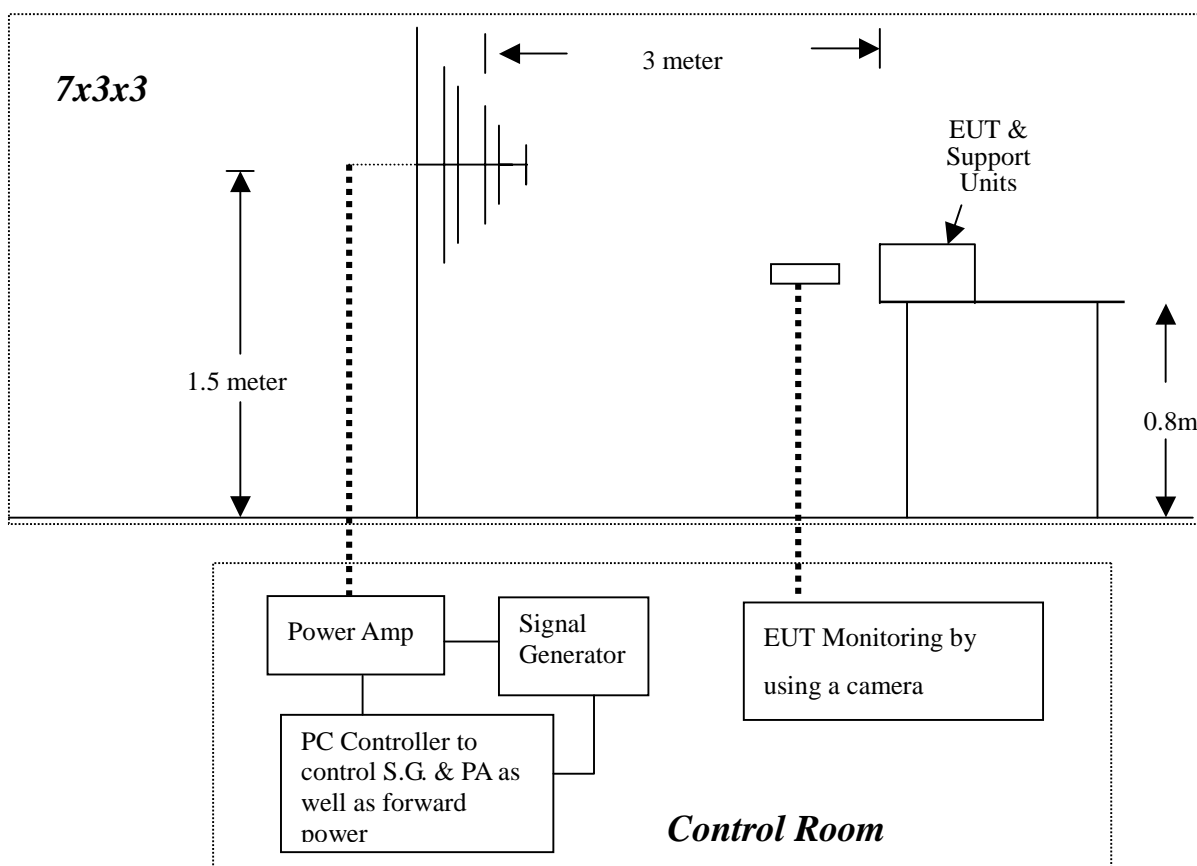 7x3x3
3 meter
EUT &
Support
Units
1.5 meter
0.8m
Power Amp
Signal
Generator
EUT Monitoring by
using a camera
PC Controller to
control S.G. & PA as
well as forward
power
Control Room